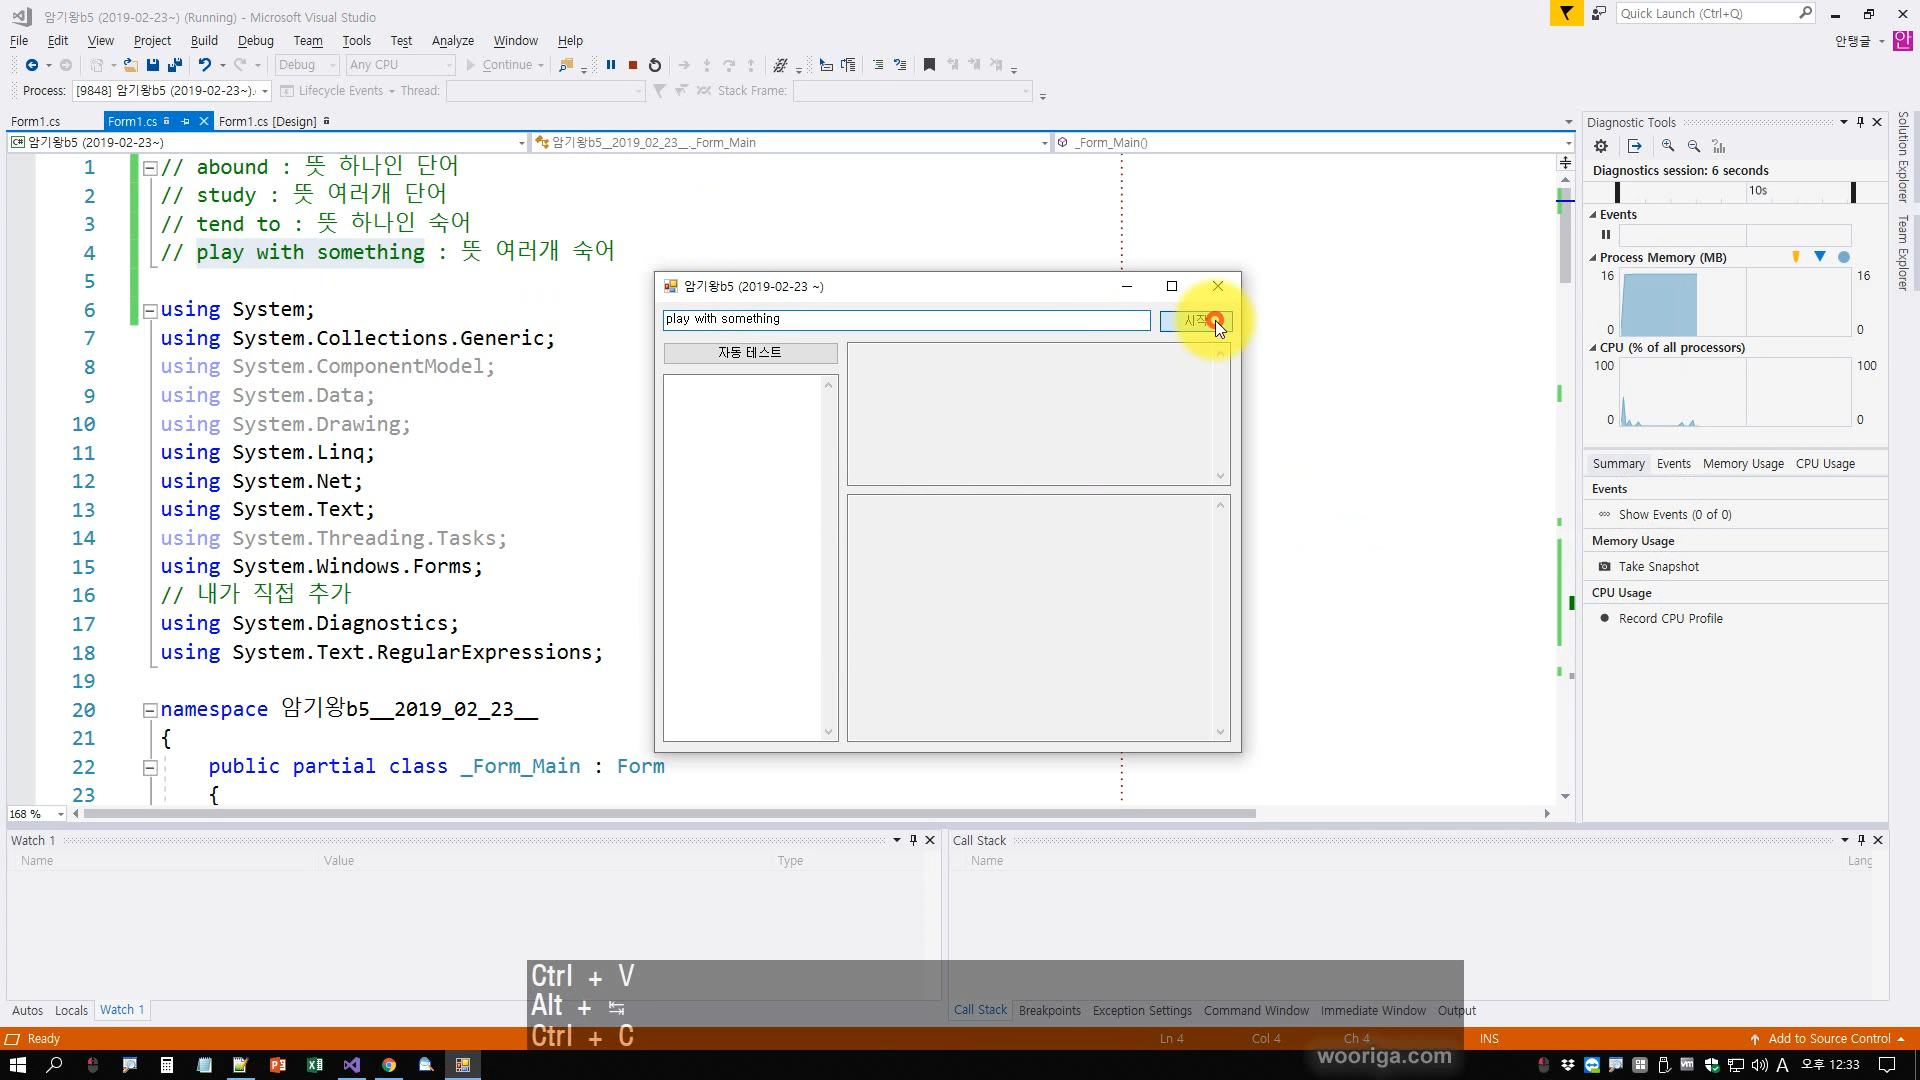 암기왕b5 (2019-02-23~) (Running) - Microsoft Visual Studio
Quick Launch (Ctrl+Q)
File Edit View Project Build Debug Team Tools Test Analyze Window Help
안탱글 안
Debug Any CPU Continue
Process: [9848] 암기왕b5 (2019-02-23~). Lifecycle Events Thread: Stack Frame:
Form1.cs Form1.cs Form1.cs [Design]
암기왕b5 (2019-02-23~) 암기왕b5__2019_02_23__._Form_Main _Form_Main()
1 // abound : 뜻 하나인 단어
2 // study : 뜻 여러개 단어
3 // tend to : 뜻 하나인 숙어
4 // play with something : 뜻 여러개 숙어
5
6 using System;
7 using System.Collections.Generic;
8 using System.ComponentModel;
9 using System.Data;
10 using System.Drawing;
11 using System.Linq;
12 using System.Net;
13 using System.Text;
14 using System.Threading.Tasks;
15 using System.Windows.Forms;
16 // 내가 직접 추가
17 using System.Diagnostics;
18 using System.Text.RegularExpressions;
19
20 namespace 암기왕b5__2019_02_23__
21 {
22 public partial class _Form_Main : Form
23 {
168 %
암기왕b5 (2019-02-23 ~)
play with something
시작
자동 테스트
Diagnostic Tools
Diagnostics session: 6 seconds
10s
Events
Process Memory (MB)
16 16
0 0
CPU (% of all processors)
100 100
0 0
Summary Events Memory Usage CPU Usage
Events
Show Events (0 of 0)
Memory Usage
Take Snapshot
CPU Usage
Record CPU Profile
Solution Explorer
Team Explorer
Watch 1
Name Value Type
Call Stack
Name Lang
Ctrl + V
Alt + ↹
Ctrl + C
Autos Locals Watch 1
Call Stack Breakpoints Exception Settings Command Window Immediate Window Output
Ready Ln 4 Col 4 Ch 4 INS Add to Source Control
wooriga.com
A 오후 12:33